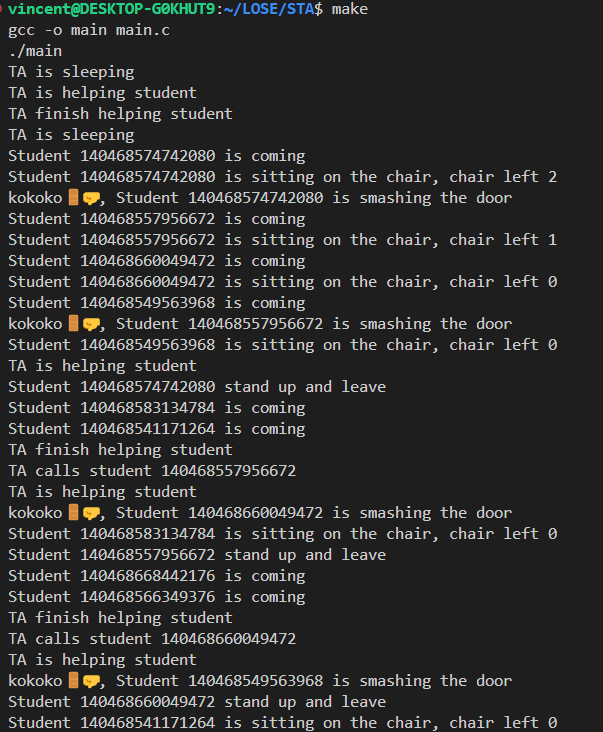 vincent@DESKTOP-G0KHUT9:~/LOSE/STA$ make
gcc -o main main.c
./main
TA is sleeping
TA is helping student
TA finish helping student
TA is sleeping
Student 140468574742080 is coming
Student 140468574742080 is sitting on the chair, chair left 2
kokoko🚪🤛, Student 140468574742080 is smashing the door
Student 140468557956672 is coming
Student 140468557956672 is sitting on the chair, chair left 1
Student 140468660049472 is coming
Student 140468660049472 is sitting on the chair, chair left 0
Student 140468549563968 is coming
kokoko🚪🤛, Student 140468557956672 is smashing the door
Student 140468549563968 is sitting on the chair, chair left 0
TA is helping student
Student 140468574742080 stand up and leave
Student 140468583134784 is coming
Student 140468541171264 is coming
TA finish helping student
TA calls student 140468557956672
TA is helping student
kokoko🚪🤛, Student 140468660049472 is smashing the door
Student 140468583134784 is sitting on the chair, chair left 0
Student 140468557956672 stand up and leave
Student 140468668442176 is coming
Student 140468566349376 is coming
TA finish helping student
TA calls student 140468660049472
TA is helping student
kokoko🚪🤛, Student 140468549563968 is smashing the door
Student 140468660049472 stand up and leave
Student 140468541171264 is sitting on the chair, chair left 0